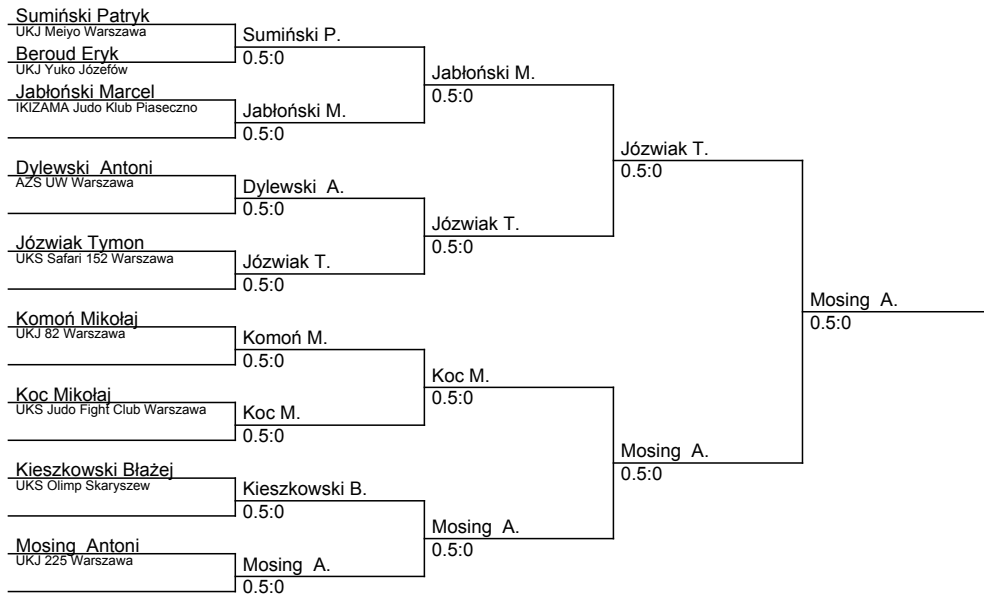 Sumiński Patryk
UKJ Meiyo Warszawa
Beroud Eryk
UKJ Yuko Józefów
Jabłoński Marcel
IKIZAMA Judo Klub Piaseczno
Dylewski  Antoni
AZS UW Warszawa
Józwiak Tymon
UKS Safari 152 Warszawa
Komoń Mikołaj
UKJ 82 Warszawa
Koc Mikołaj
UKS Judo Fight Club Warszawa
Kieszkowski Błażej
UKS Olimp Skaryszew
Mosing  Antoni
UKJ 225 Warszawa
Sumiński P.
0.5:0
Jabłoński M.
0.5:0
Dylewski  A.
0.5:0
Józwiak T.
0.5:0
Komoń M.
0.5:0
Koc M.
0.5:0
Kieszkowski B.
0.5:0
Mosing  A.
0.5:0
Jabłoński M.
0.5:0
Józwiak T.
0.5:0
Koc M.
0.5:0
Mosing  A.
0.5:0
Józwiak T.
0.5:0
Mosing  A.
0.5:0
Mosing  A.
0.5:0